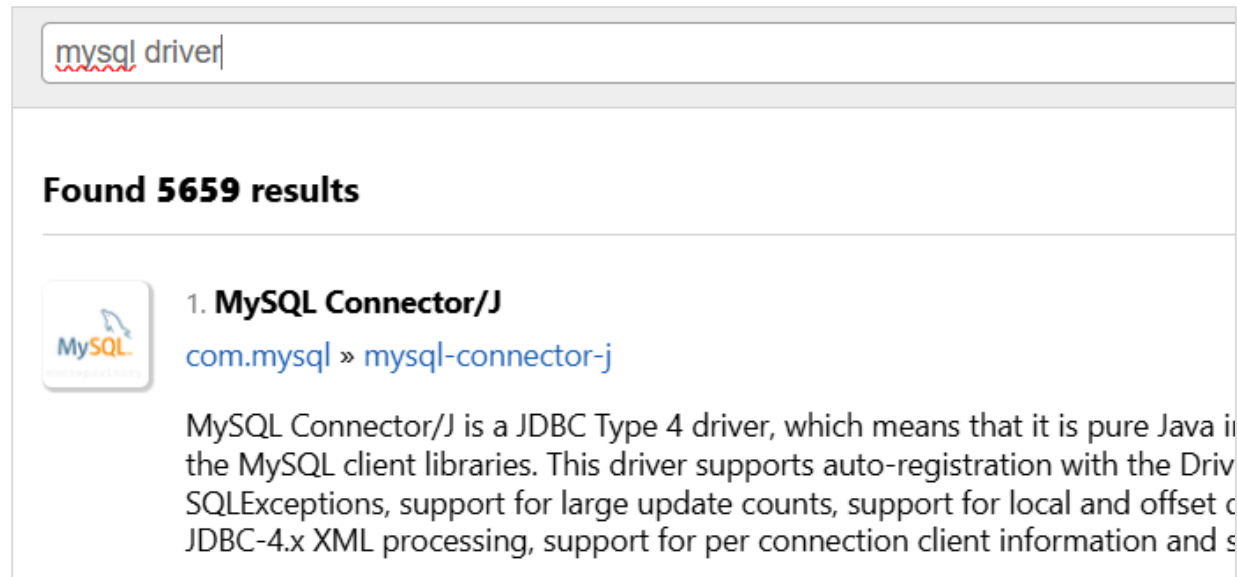 mysql driver
Found 5659 results
MySQL
1. MySQL Connector/J
com.mysql » mysql-connector-j
MySQL Connector/J is a JDBC Type 4 driver, which means that it is pure Java
the MySQL client libraries. This driver supports auto-registration with the Driv
SQLExceptions, support for large update counts, support for local and offset
JDBC-4.x XML processing, support for per connection client information and